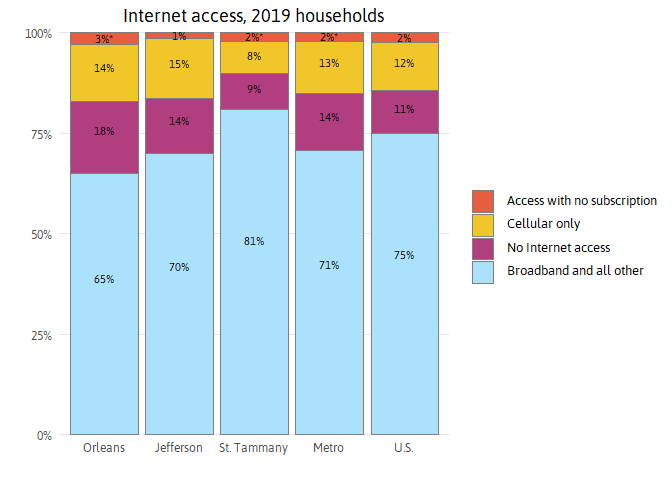 Internet access, 2019 households
100%
75%
50%
25%
0%
3%*
14%
18%
65%
1%
15%
14%
70%
2%*
8%
9%
81%
2%*
13%
14%
71%
2%
12%
11%
75%
Orleans
Jefferson
St. Tammany
Metro
U.S.
Access with no subscription
Cellular only
No Internet access
Broadband and all other